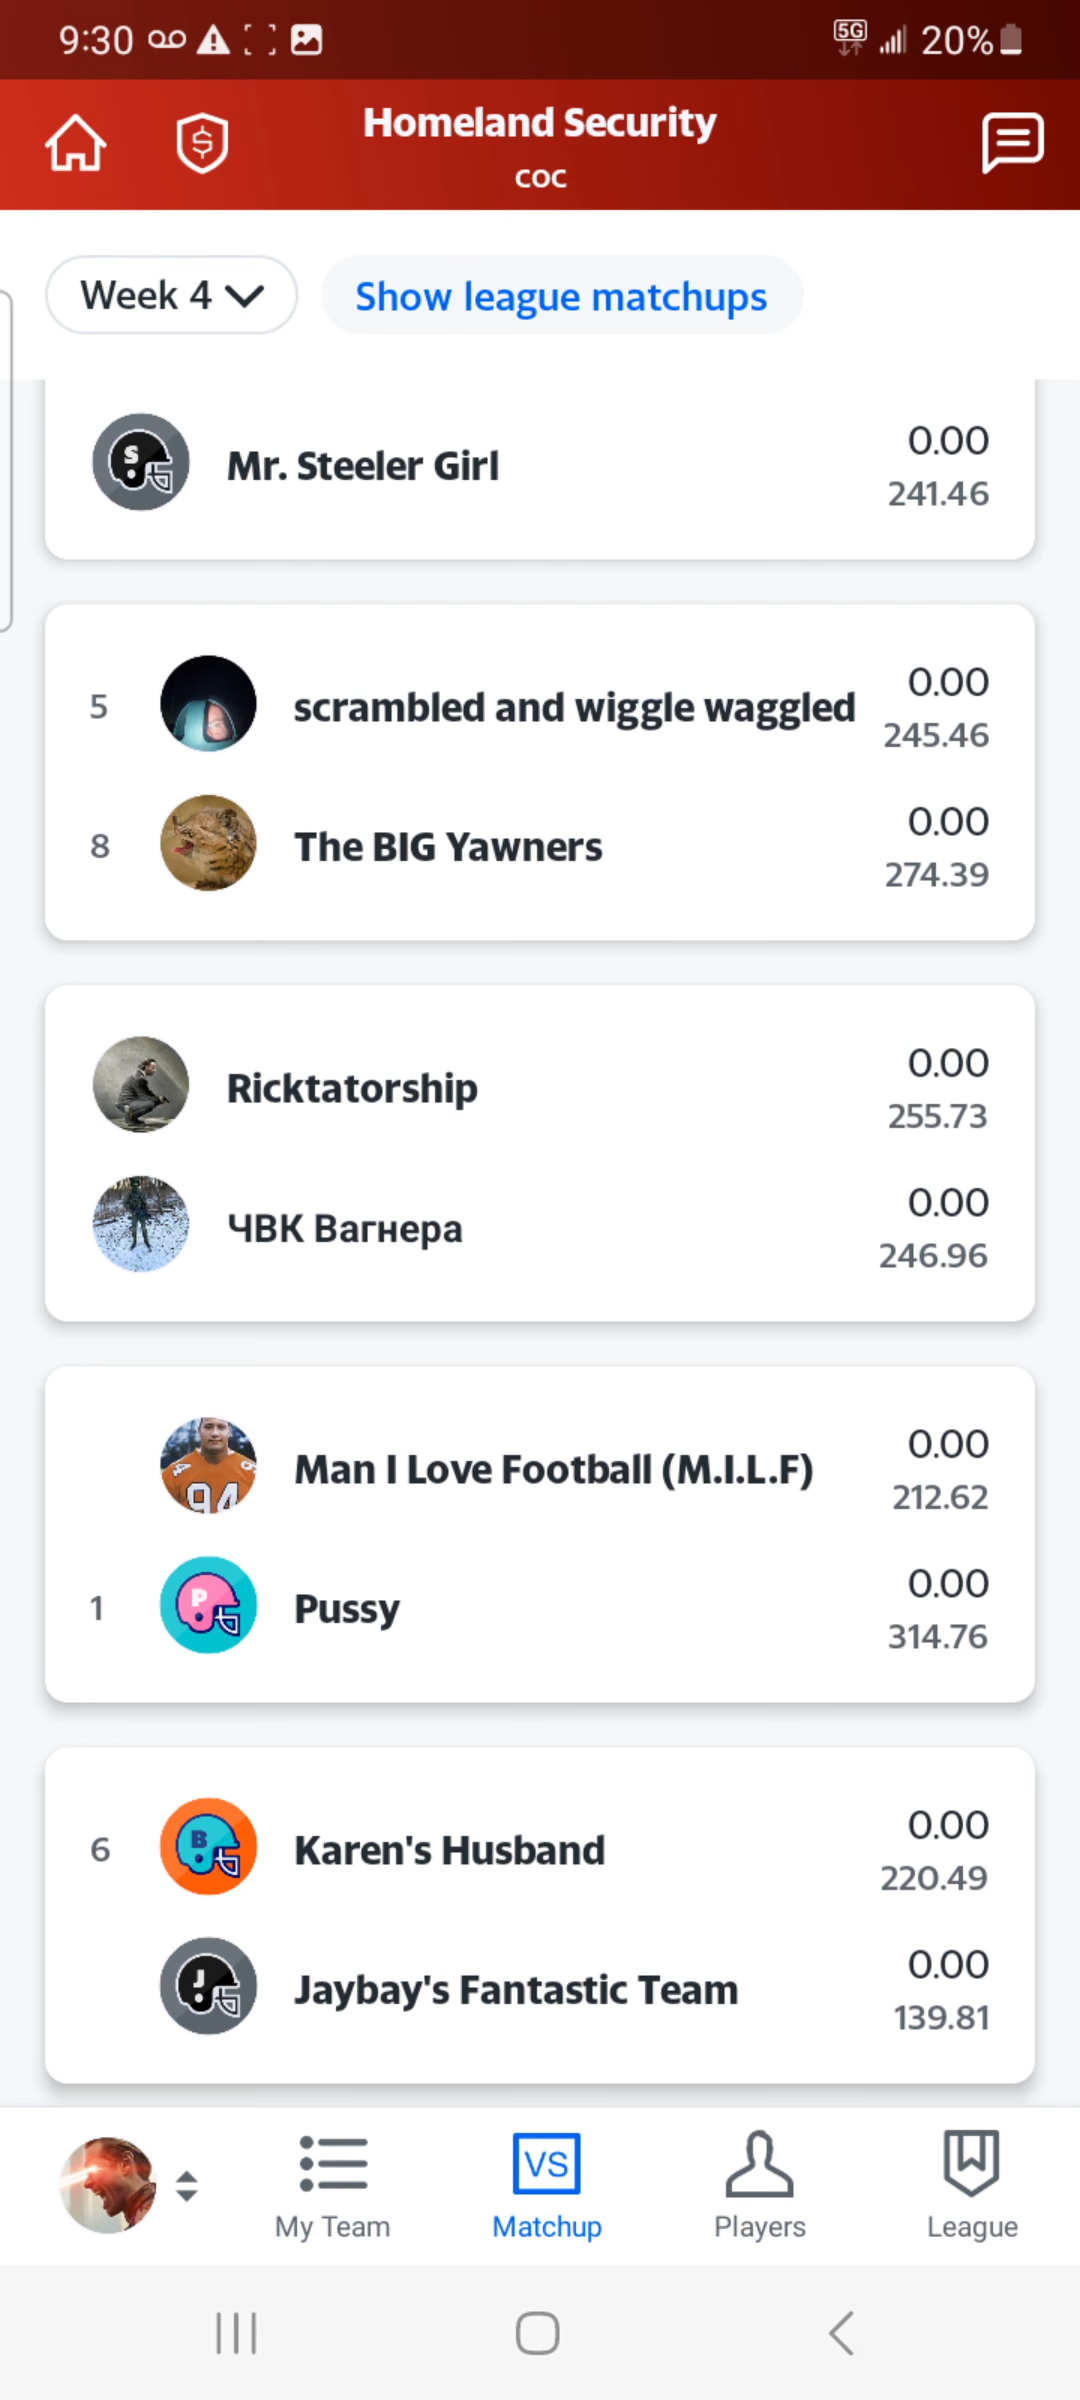 9:30
5G
20%
Homeland Security
COC
Week 4
Show league matchups
S
Mr. Steeler Girl
0.00
241.46
5
scrambled and wiggle waggled
0.00
245.46
8
The BIG Yawners
0.00
274.39
Ricktatorship
0.00
255.73
ЧВК Вагнера
0.00
246.96
94
Man I Love Football (M.I.L.F)
0.00
212.62
1
P
Pussy
0.00
314.76
6
B
Karen's Husband
0.00
220.49
J
Jaybay's Fantastic Team
0.00
139.81
VS
My Team
Matchup
Players
League